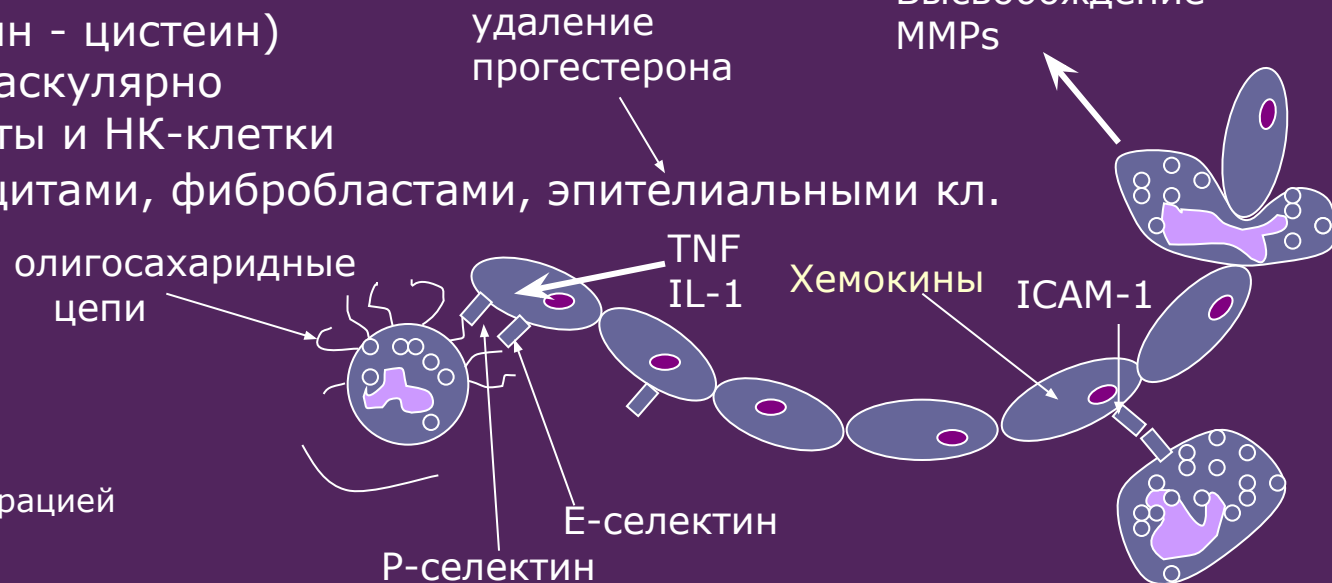 Высвобождение
MMPs
удаление
прогестерона
ин - цистеин)
аскулярно
ты и НК-клетки
цитами, фибробластами, эпителиальными кл.
олигосахаридные
цепи
TNF
IL-1
Хемокины
ICAM-1
рацией
Е-селектин
Р-селектин